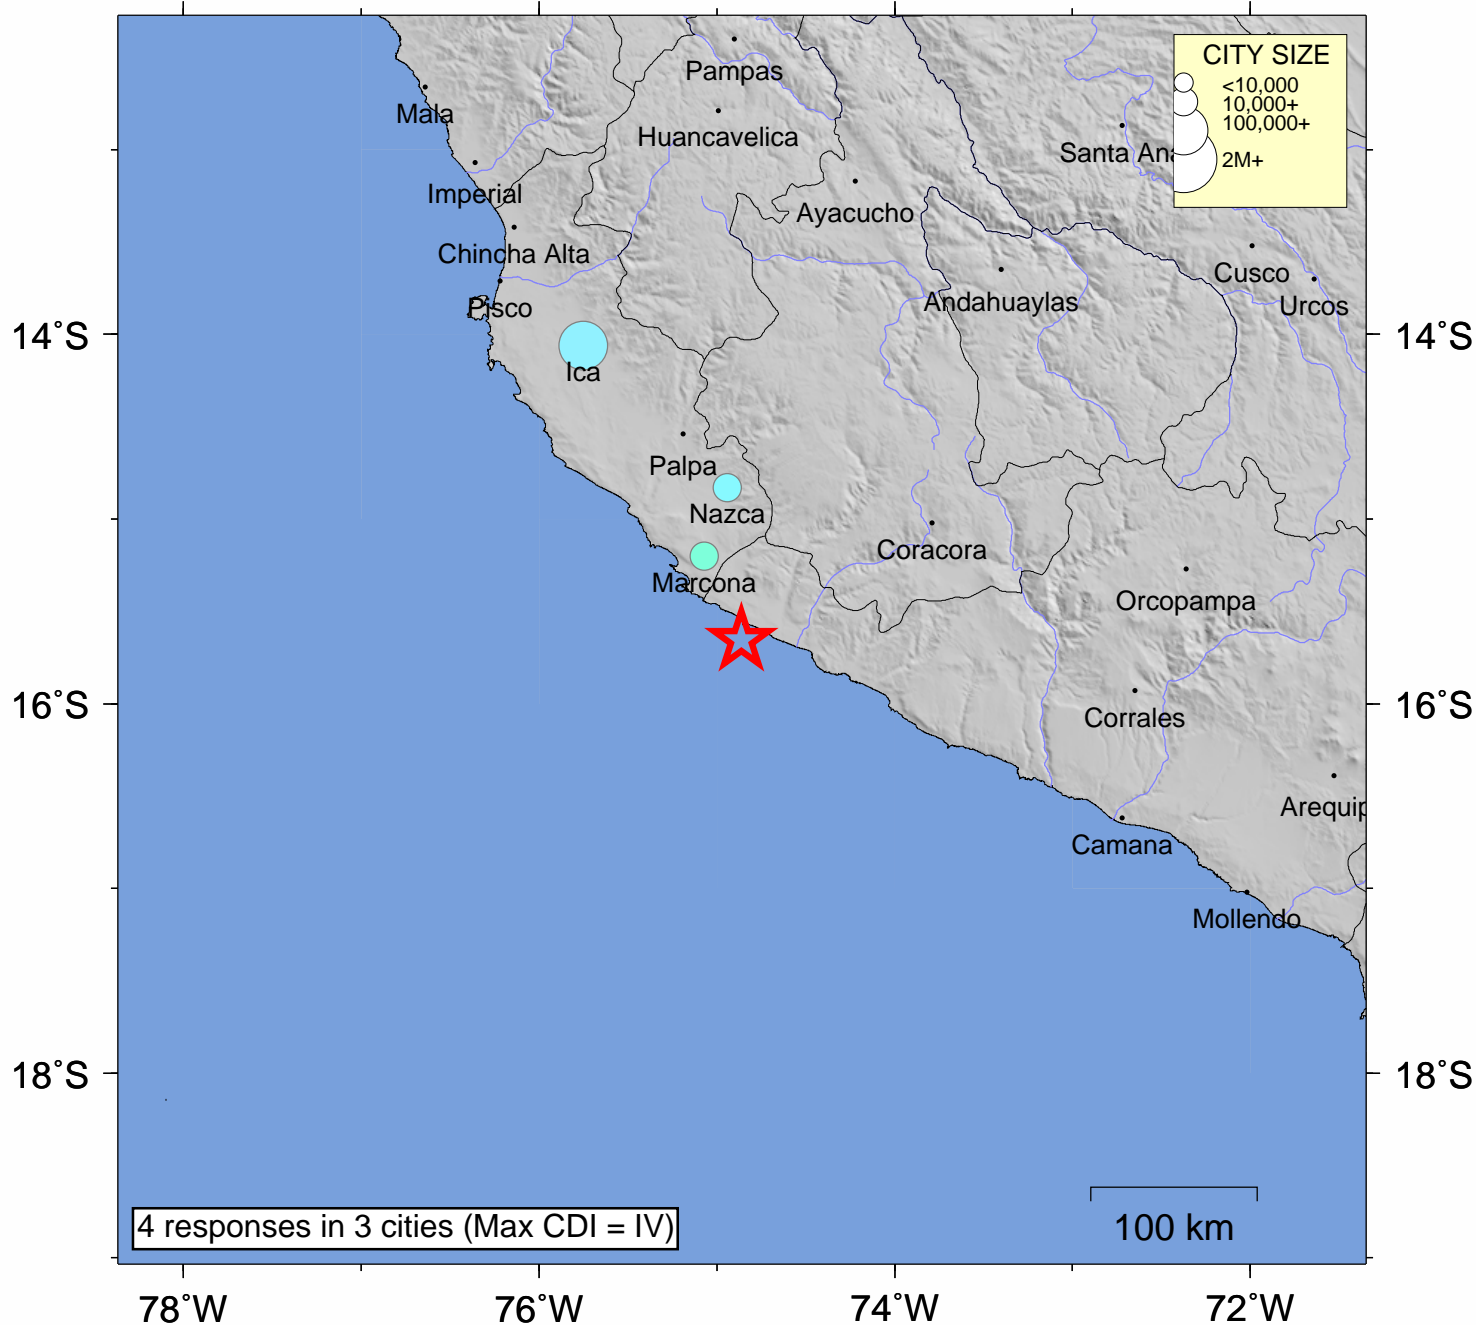 CITY SIZE
<10,000
10,000+
100,000+
2M+
Pampas
Mala
Huancavelica
Santa Ana
Imperial
Ayacucho
Chincha Alta
Cusco
Andahuaylas
Urcos
Pisco
14°S
14°S
Ica
Palpa
Nazca
Coracora
Marcona
Orcopampa
16°S
16°S
Corrales
Arequip
Camana
Mollendo
18°S
18°S
4 responses in 3 cities (Max CDI = IV)
100 km
78°W
76°W
74°W
72°W